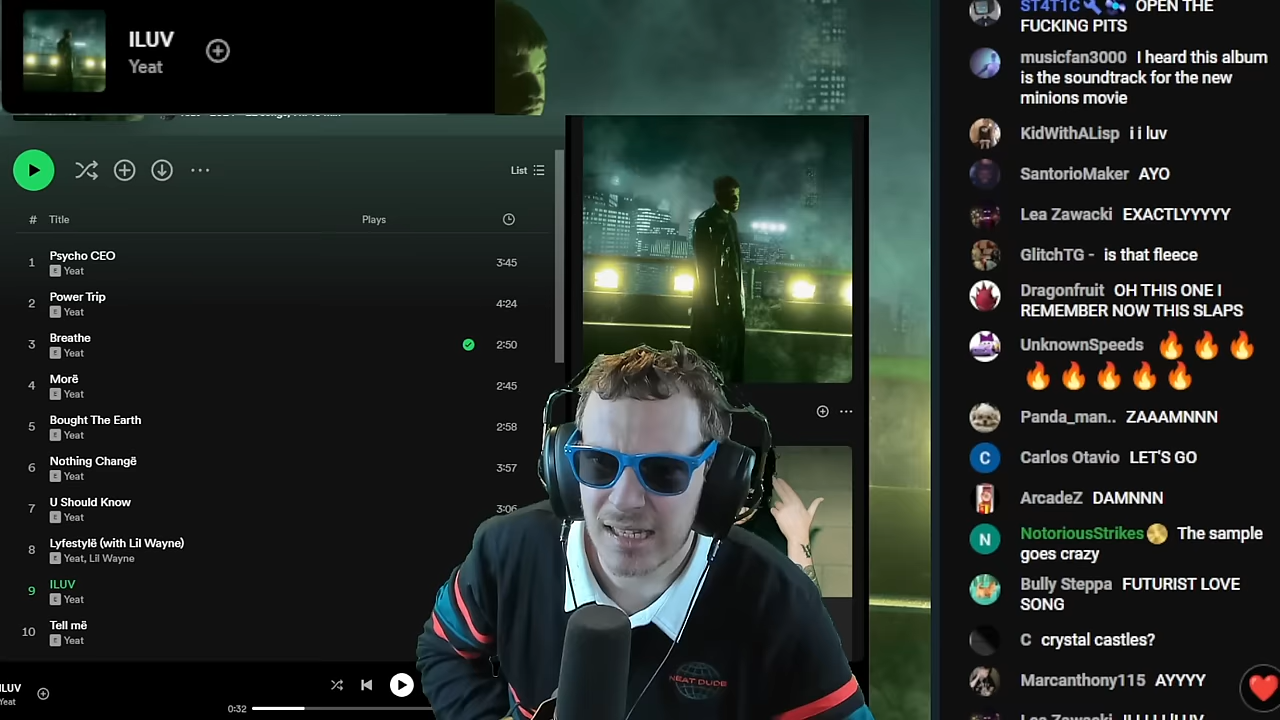 ILUV
Yeat
List
# Title Plays
1 Psycho CEO 3:45
E Yeat
2 Power Trip 4:24
E Yeat
3 Breathe 2:50
E Yeat
4 Morë 2:45
E Yeat
5 Bought The Earth 2:58
E Yeat
6 Nothing Changë 3:57
E Yeat
7 U Should Know 3:06
E Yeat
8 Lyfestylë (with Lil Wayne)
E Yeat, Lil Wayne
9 ILUV
E Yeat
10 Tell më
E Yeat
ILUV
Yeat
0:32
NEAT DUDE
ST4T1C🔧 OPEN THE
FUCKING PITS
musicfan3000 I heard this album
is the soundtrack for the new
minions movie
KidWithALisp i i luv
SantorioMaker AYO
Lea Zawacki EXACTLYYYYY
GlitchTG - is that fleece
Dragonfruit OH THIS ONE I
REMEMBER NOW THIS SLAPS
UnknownSpeeds 🔥 🔥 🔥
🔥 🔥 🔥 🔥 🔥
Panda_man.. ZAAAMNNN
C
Carlos Otavio LET'S GO
ArcadeZ DAMNNN
N
NotoriousStrikes The sample
goes crazy
Bully Steppa FUTURIST LOVE
SONG
C crystal castles?
Marcanthony115 AYYYY
Lea Zawacki